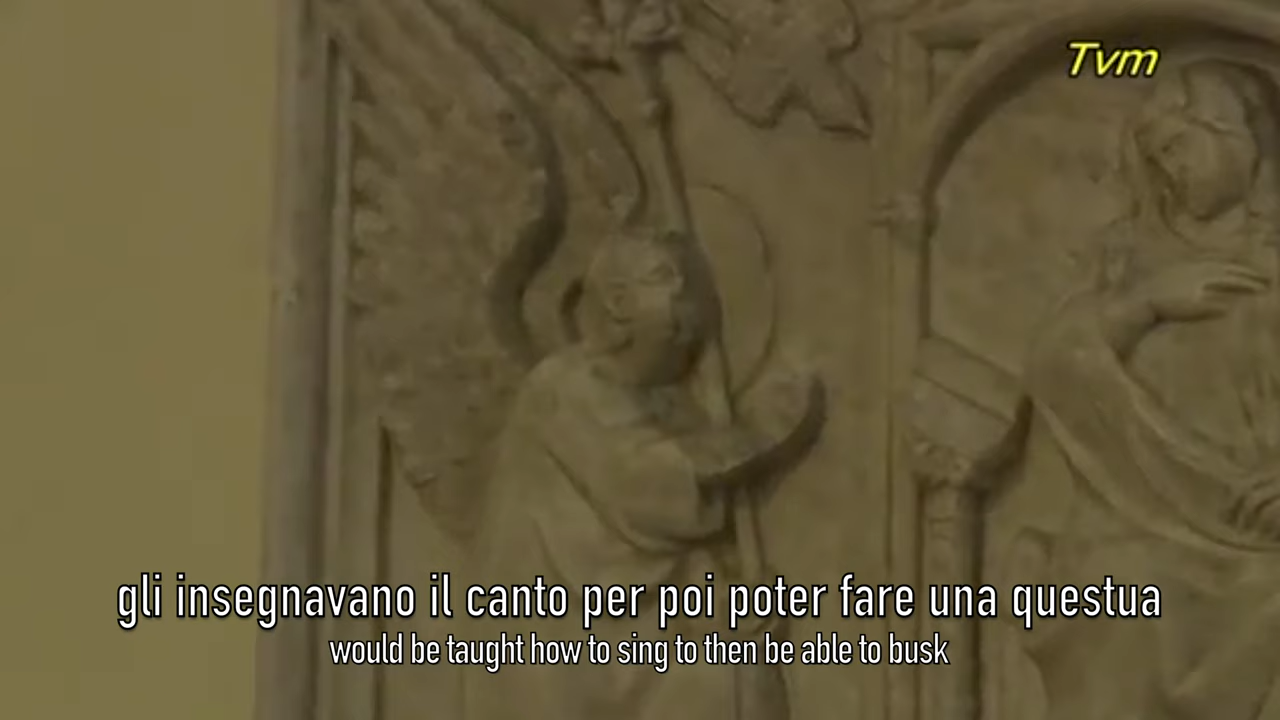 Tvm
gli insegnavano il canto per poi poter fare una questua
would be taught how to sing to then be able to busk